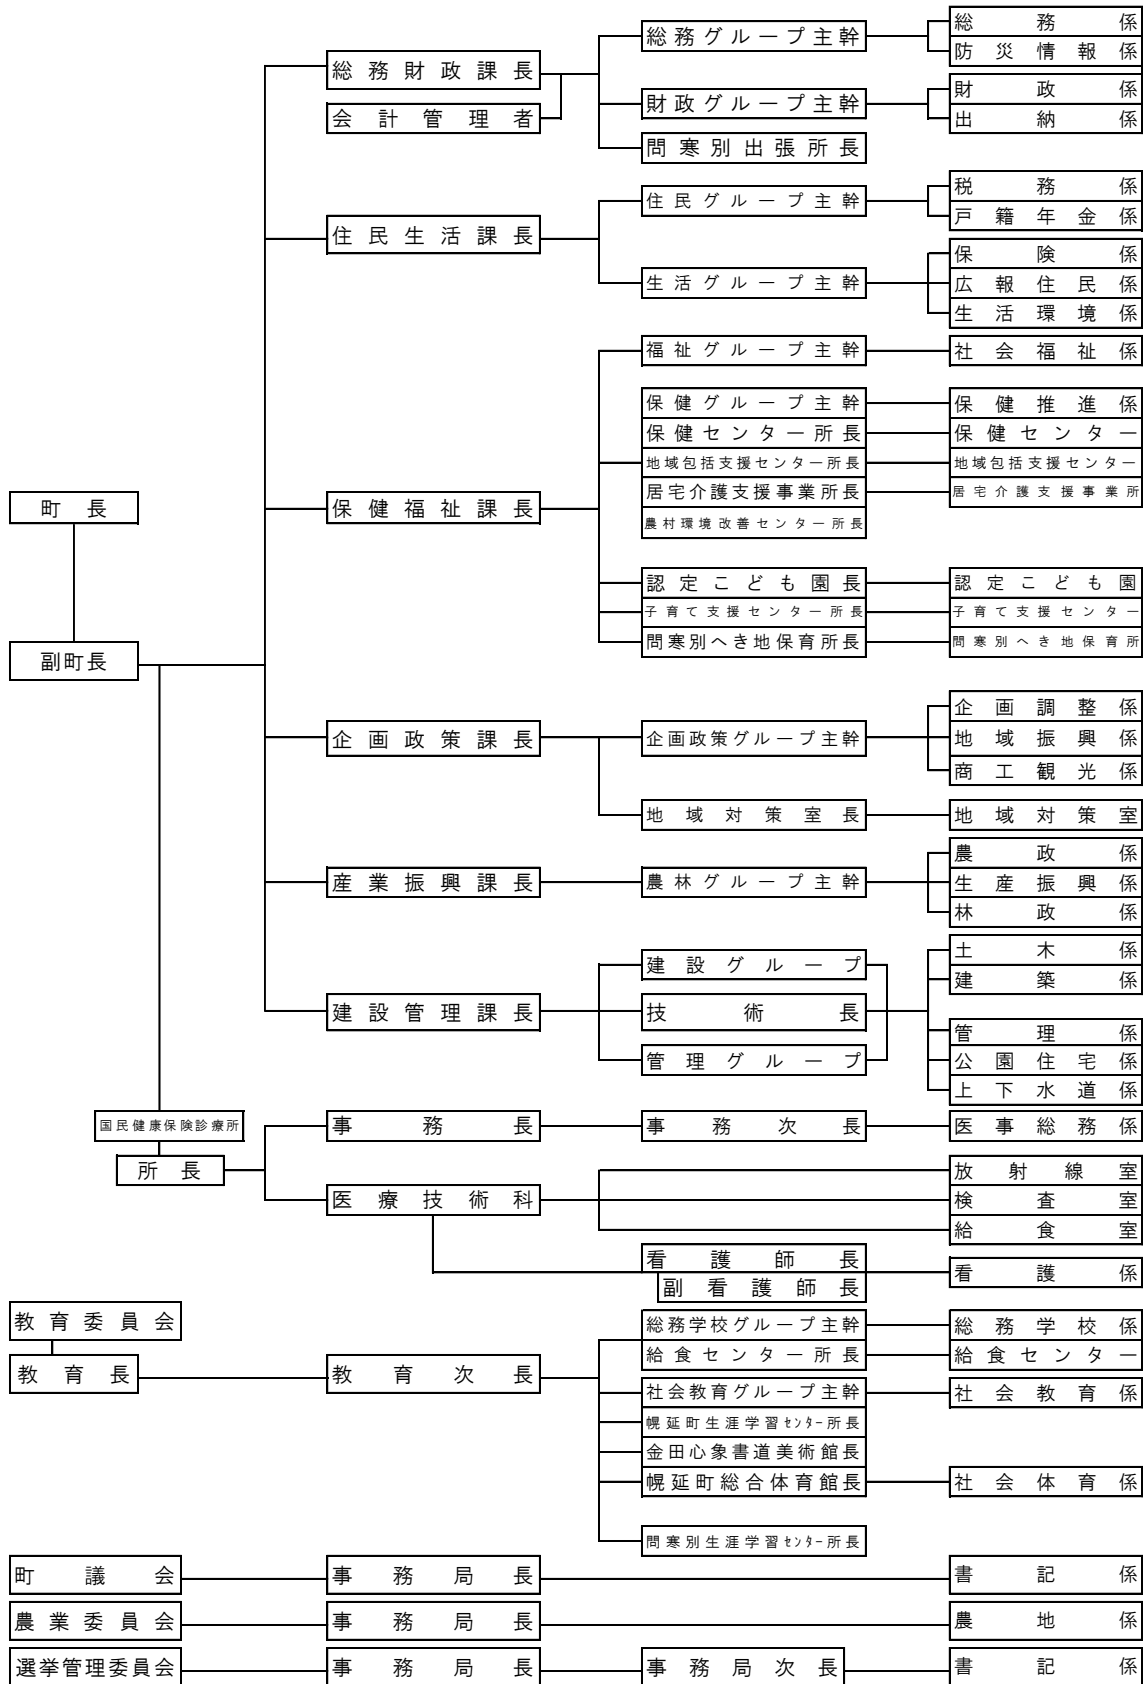 総務グループ主幹
総務係
防災情報係
総務財政課長
会計管理者
財政グループ主幹
財政係
出納係
問寒別出張所長
住民生活課長
住民グループ主幹
税務係
戸籍年金係
生活グループ主幹
保険係
広報住民係
生活環境係
福祉グループ主幹
社会福祉係
保健グループ主幹
保健推進係
保健センター所長
保健センター
地域包括支援センター所長
地域包括支援センター
町長
保健福祉課長
居宅介護支援事業所長
居宅介護支援事業所
農村環境改善センター所長
認定こども園長
認定こども園
子育て支援センター所長
子育て支援センター
副町長
問寒別へき地保育所長
問寒別へき地保育所
企画政策課長
企画政策グループ主幹
企画調整係
地域振興係
商工観光係
地域対策室長
地域対策室
産業振興課長
農林グループ主幹
農政係
生産振興係
林政係
建設管理課長
建設グループ
技術長
管理グループ
土木係
建築係
管理係
公園住宅係
上下水道係
国民健康保険診療所
所長
事務長
事務次長
医事総務係
医療技術科
放射線室
検査室
給食室
看護師長
副看護師長
看護係
教育委員会
教育長
教育次長
総務学校グループ主幹
総務学校係
給食センター所長
給食センター
社会教育グループ主幹
社会教育係
幌延町生涯学習センター所長
金田心象書道美術館長
幌延町総合体育館長
社会体育係
問寒別生涯学習センター所長
町議会
事務局長
書記係
農業委員会
事務局長
農地係
選挙管理委員会
事務局長
事務局次長
書記係